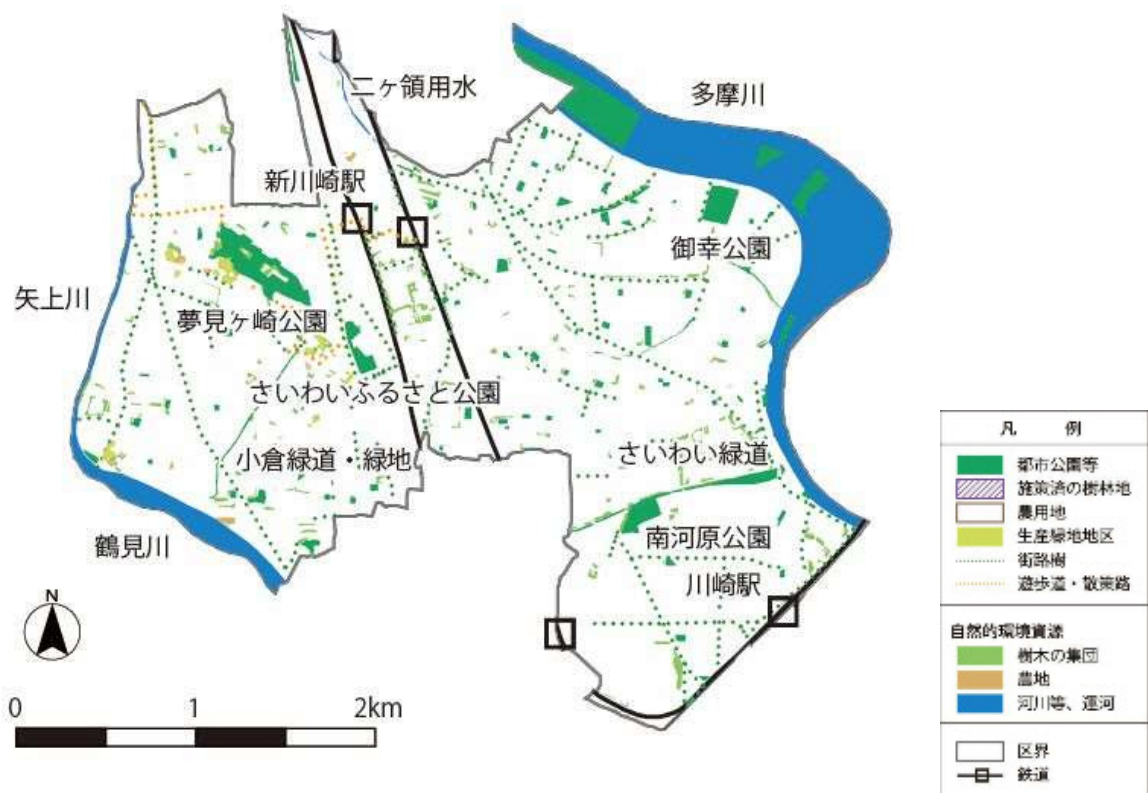 二ヶ領用水
多摩川
新川崎駅
御幸公園
矢上川
夢見ヶ崎公園
さいわいふるさと公園
小倉緑道・緑地
さいわい緑道
鶴見川
南河原公園
川崎駅
N
0 1 2km
凡 例
都市公園等
施策済の樹林地
農用地
生産緑地地区
街路樹
遊歩道・散策路
自然的環境資源
樹木の集団
農地
河川等、運河
区界
鉄道